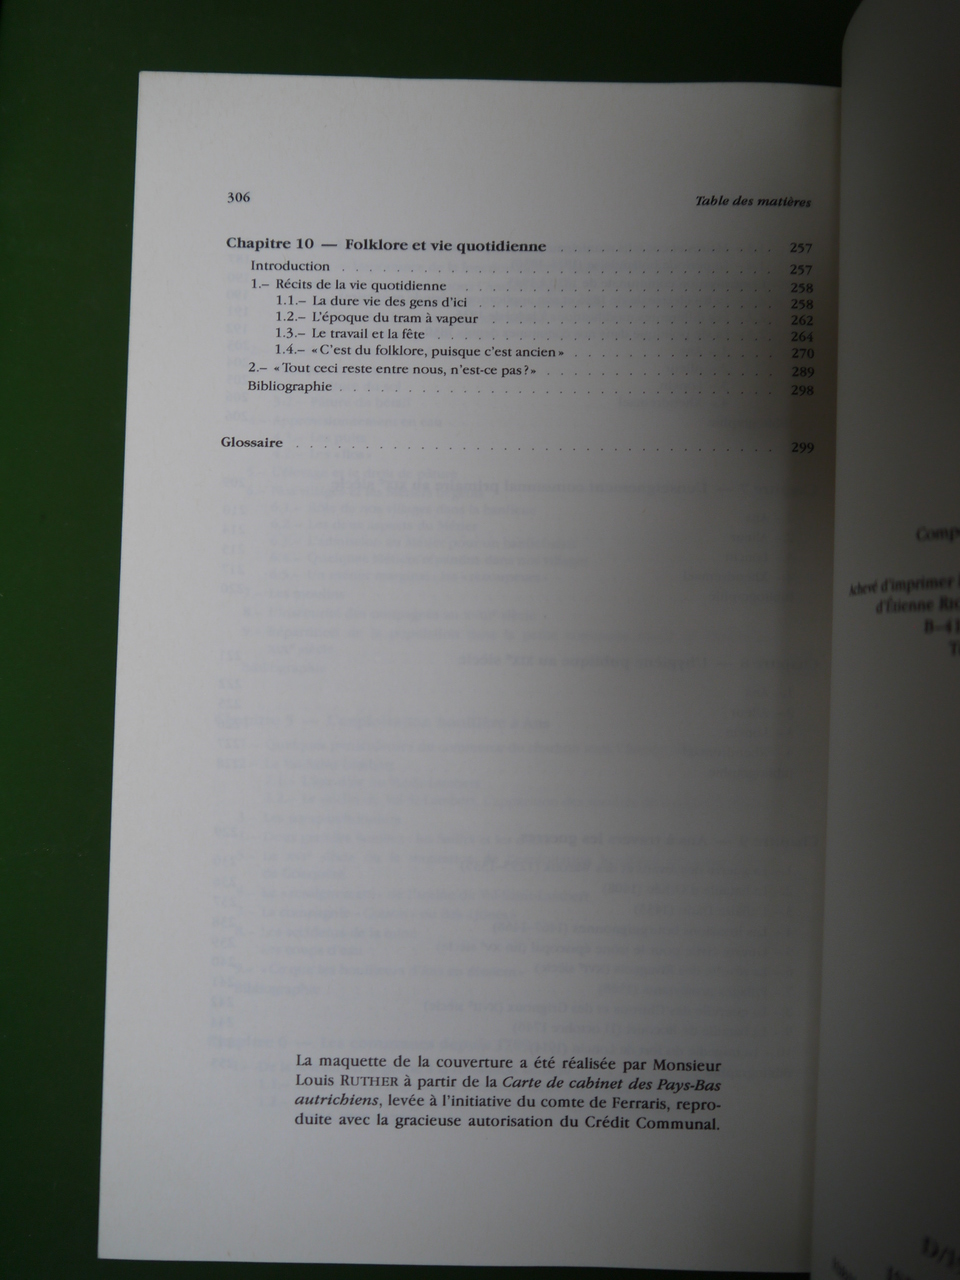 306 Table des matières
Chapitre 10 — Folklore et vie quotidienne . . . . . . . . . . . . . . . . 257
Introduction . . . . . . . . . . . . . . . . . . . . . . . . . . . . . . . . 257
1.– Récits de la vie quotidienne . . . . . . . . . . . . . . . . . . . . . . . 258
1.1.– La dure vie des gens d'ici . . . . . . . . . . . . . . . . . . . . . . 258
1.2.– L'époque du tram à vapeur . . . . . . . . . . . . . . . . . . . . . 262
1.3.– Le travail et la fête . . . . . . . . . . . . . . . . . . . . . . . . . 264
1.4.– «C'est du folklore, puisque c'est ancien» . . . . . . . . . . . . . . . 270
2.– «Tout ceci reste entre nous, n'est-ce pas?» . . . . . . . . . . . . . . . . . 289
Bibliographie . . . . . . . . . . . . . . . . . . . . . . . . . . . . . . . . 298
Glossaire . . . . . . . . . . . . . . . . . . . . . . . . . . . . . . . . . . . 299
La maquette de la couverture a été réalisée par Monsieur
Louis RUTHER à partir de la Carte de cabinet des Pays-Bas
autrichiens, levée à l'initiative du comte de Ferraris, repro-
duite avec la gracieuse autorisation du Crédit Communal.
Achevé d'imprimer
d'Étienne